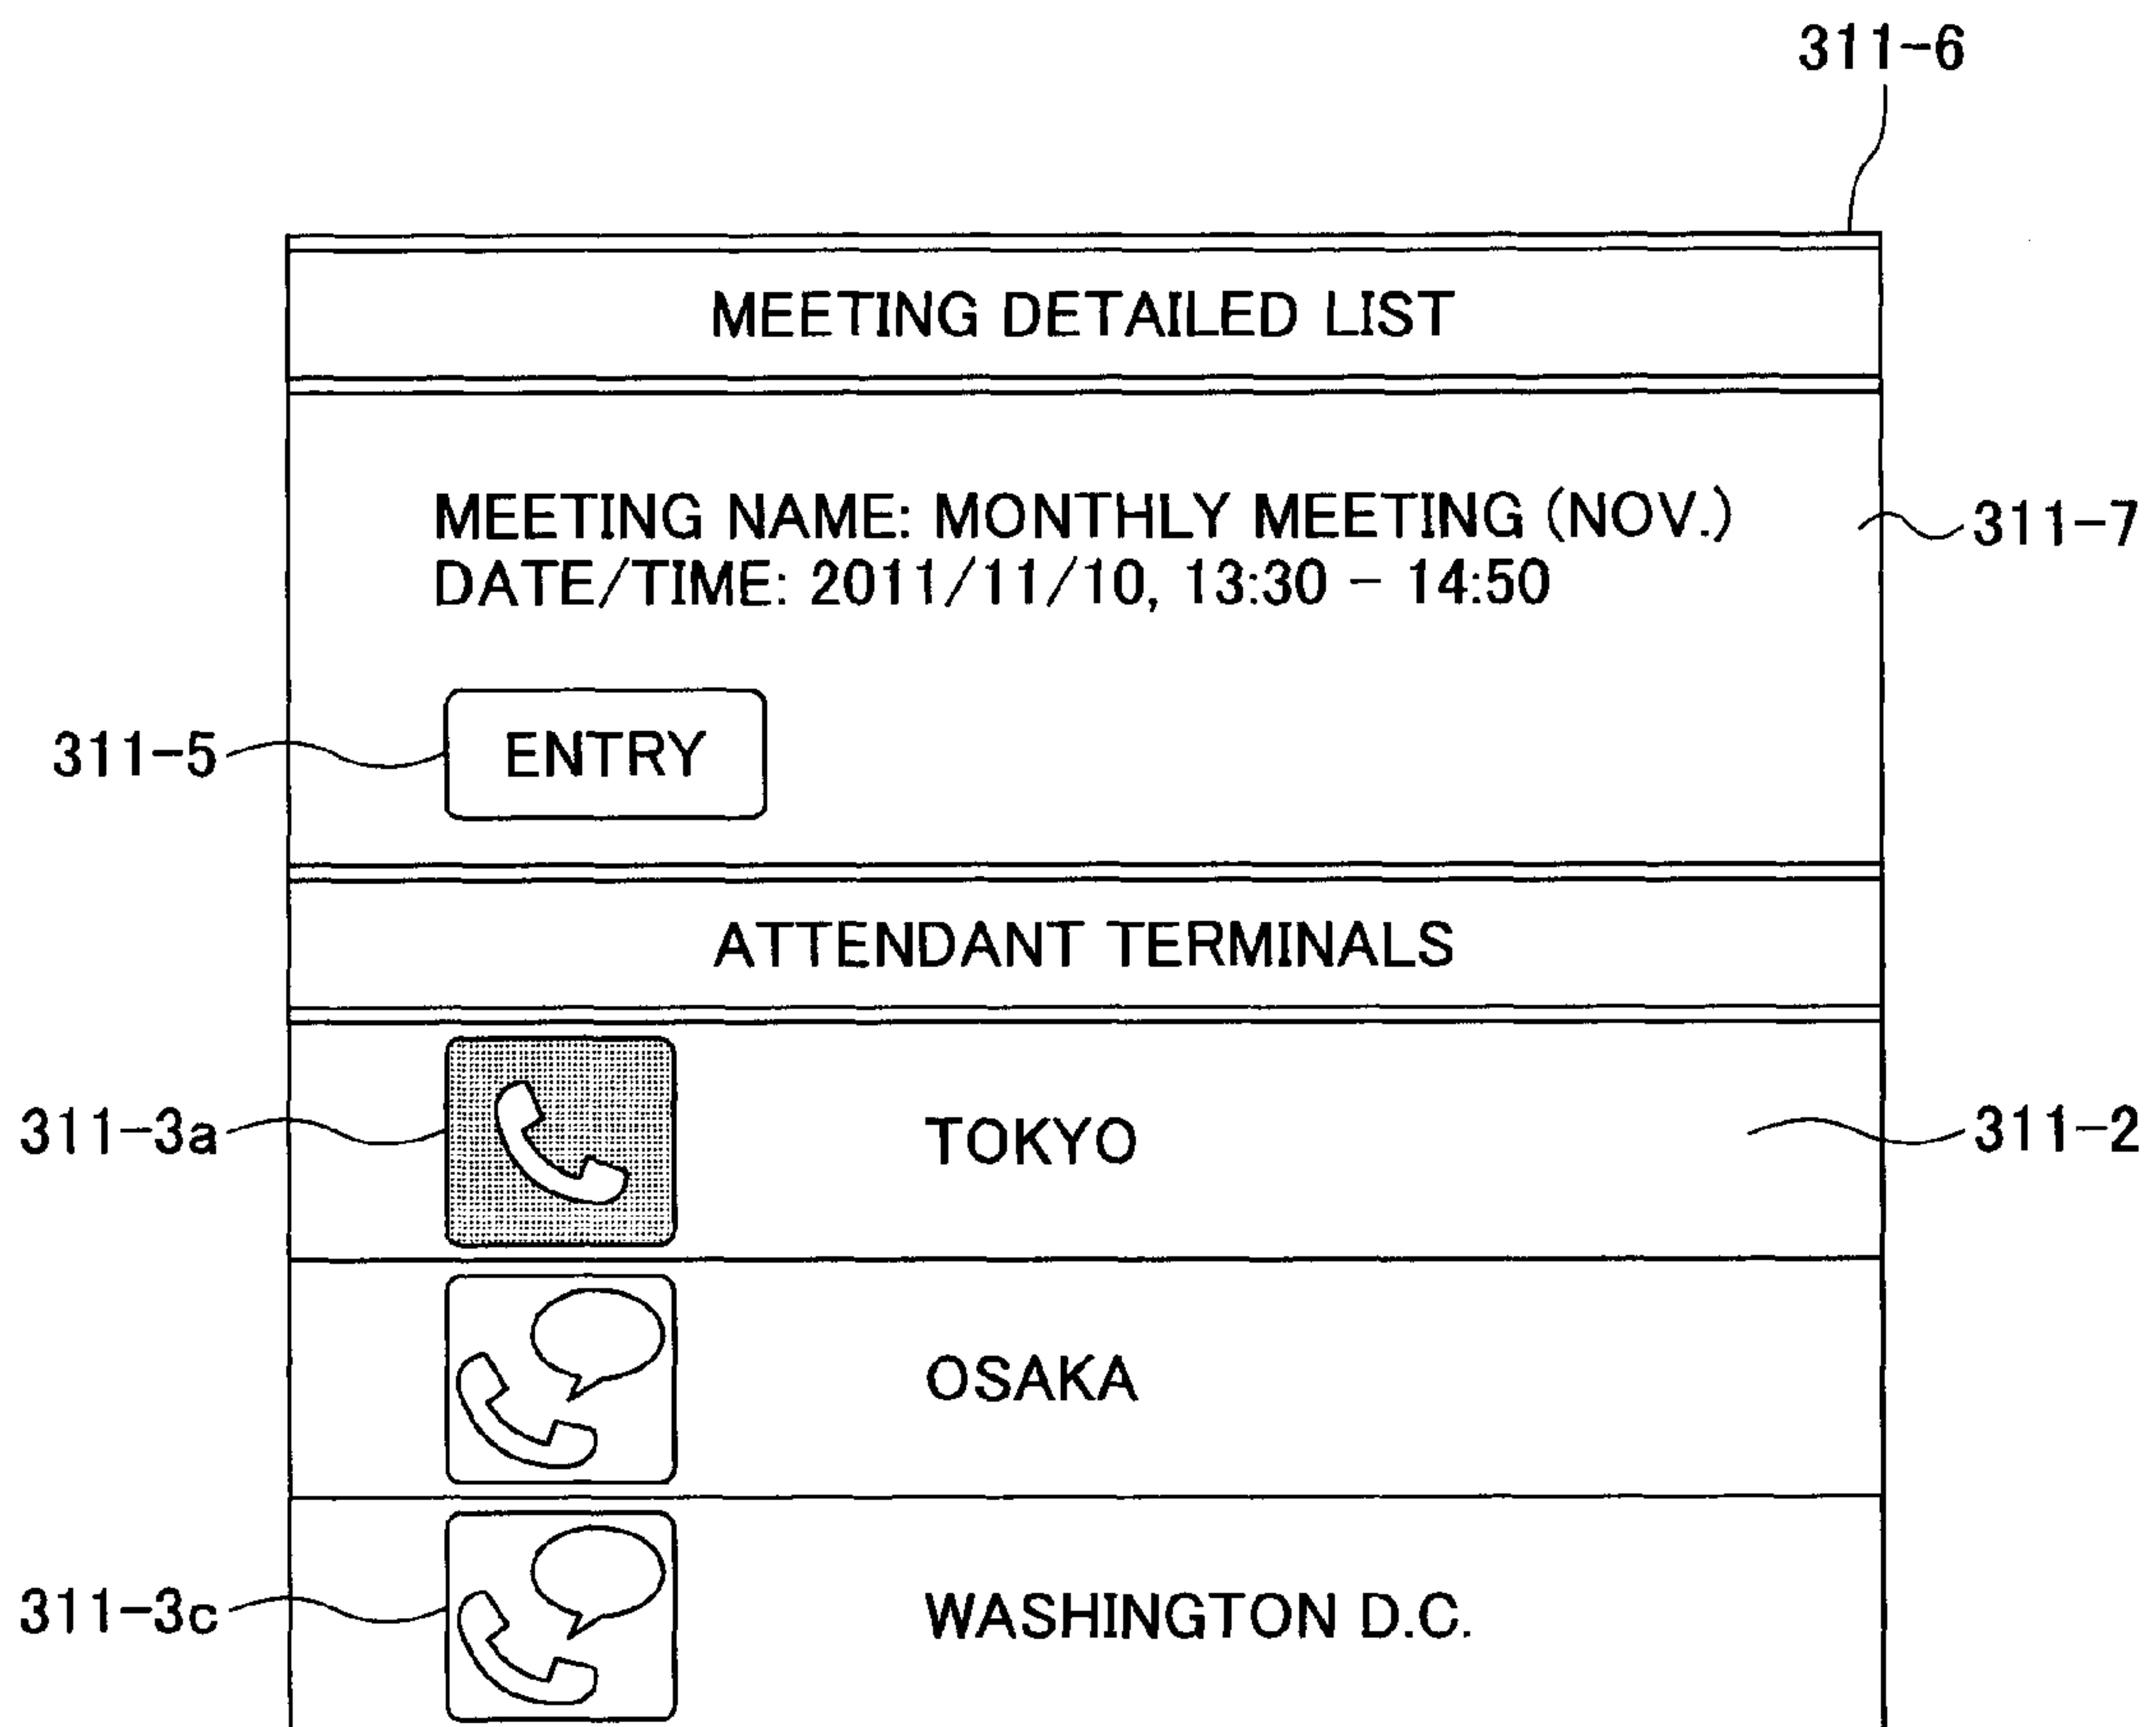 311-6
MEETING DETAILED LIST
MEETING NAME: MONTHLY MEETING (NOV.)
DATE/TIME: 2011/11/10, 13:30 – 14:50
311-7
311-5
ENTRY
ATTENDANT TERMINALS
311-3a
TOKYO
311-2
OSAKA
311-3c
WASHINGTON D.C.